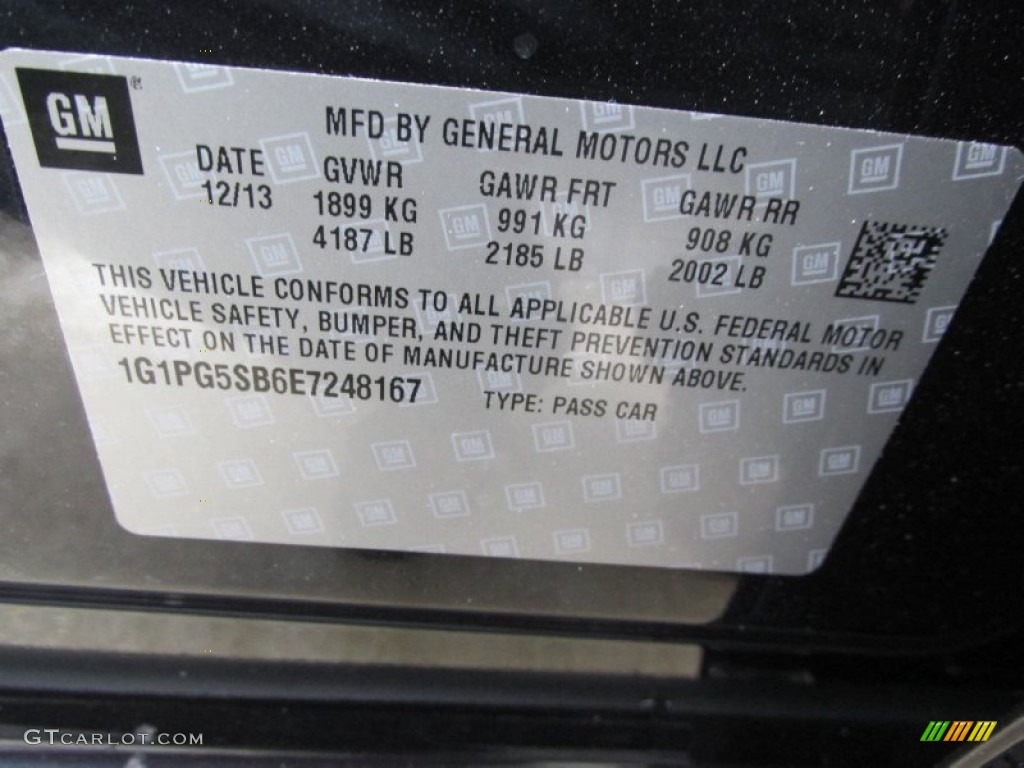 GM
MFD BY GENERAL MOTORS LLC
DATE GVWR GAWR FRT GAWR RR
12/13 1899 KG 991 KG 908 KG
4187 LB 2185 LB 2002 LB
THIS VEHICLE CONFORMS TO ALL APPLICABLE U.S. FEDERAL MOTOR
VEHICLE SAFETY, BUMPER, AND THEFT PREVENTION STANDARDS IN
EFFECT ON THE DATE OF MANUFACTURE SHOWN ABOVE.
1G1PG5SB6E7248167 TYPE: PASS CAR
GTCARLOT.COM